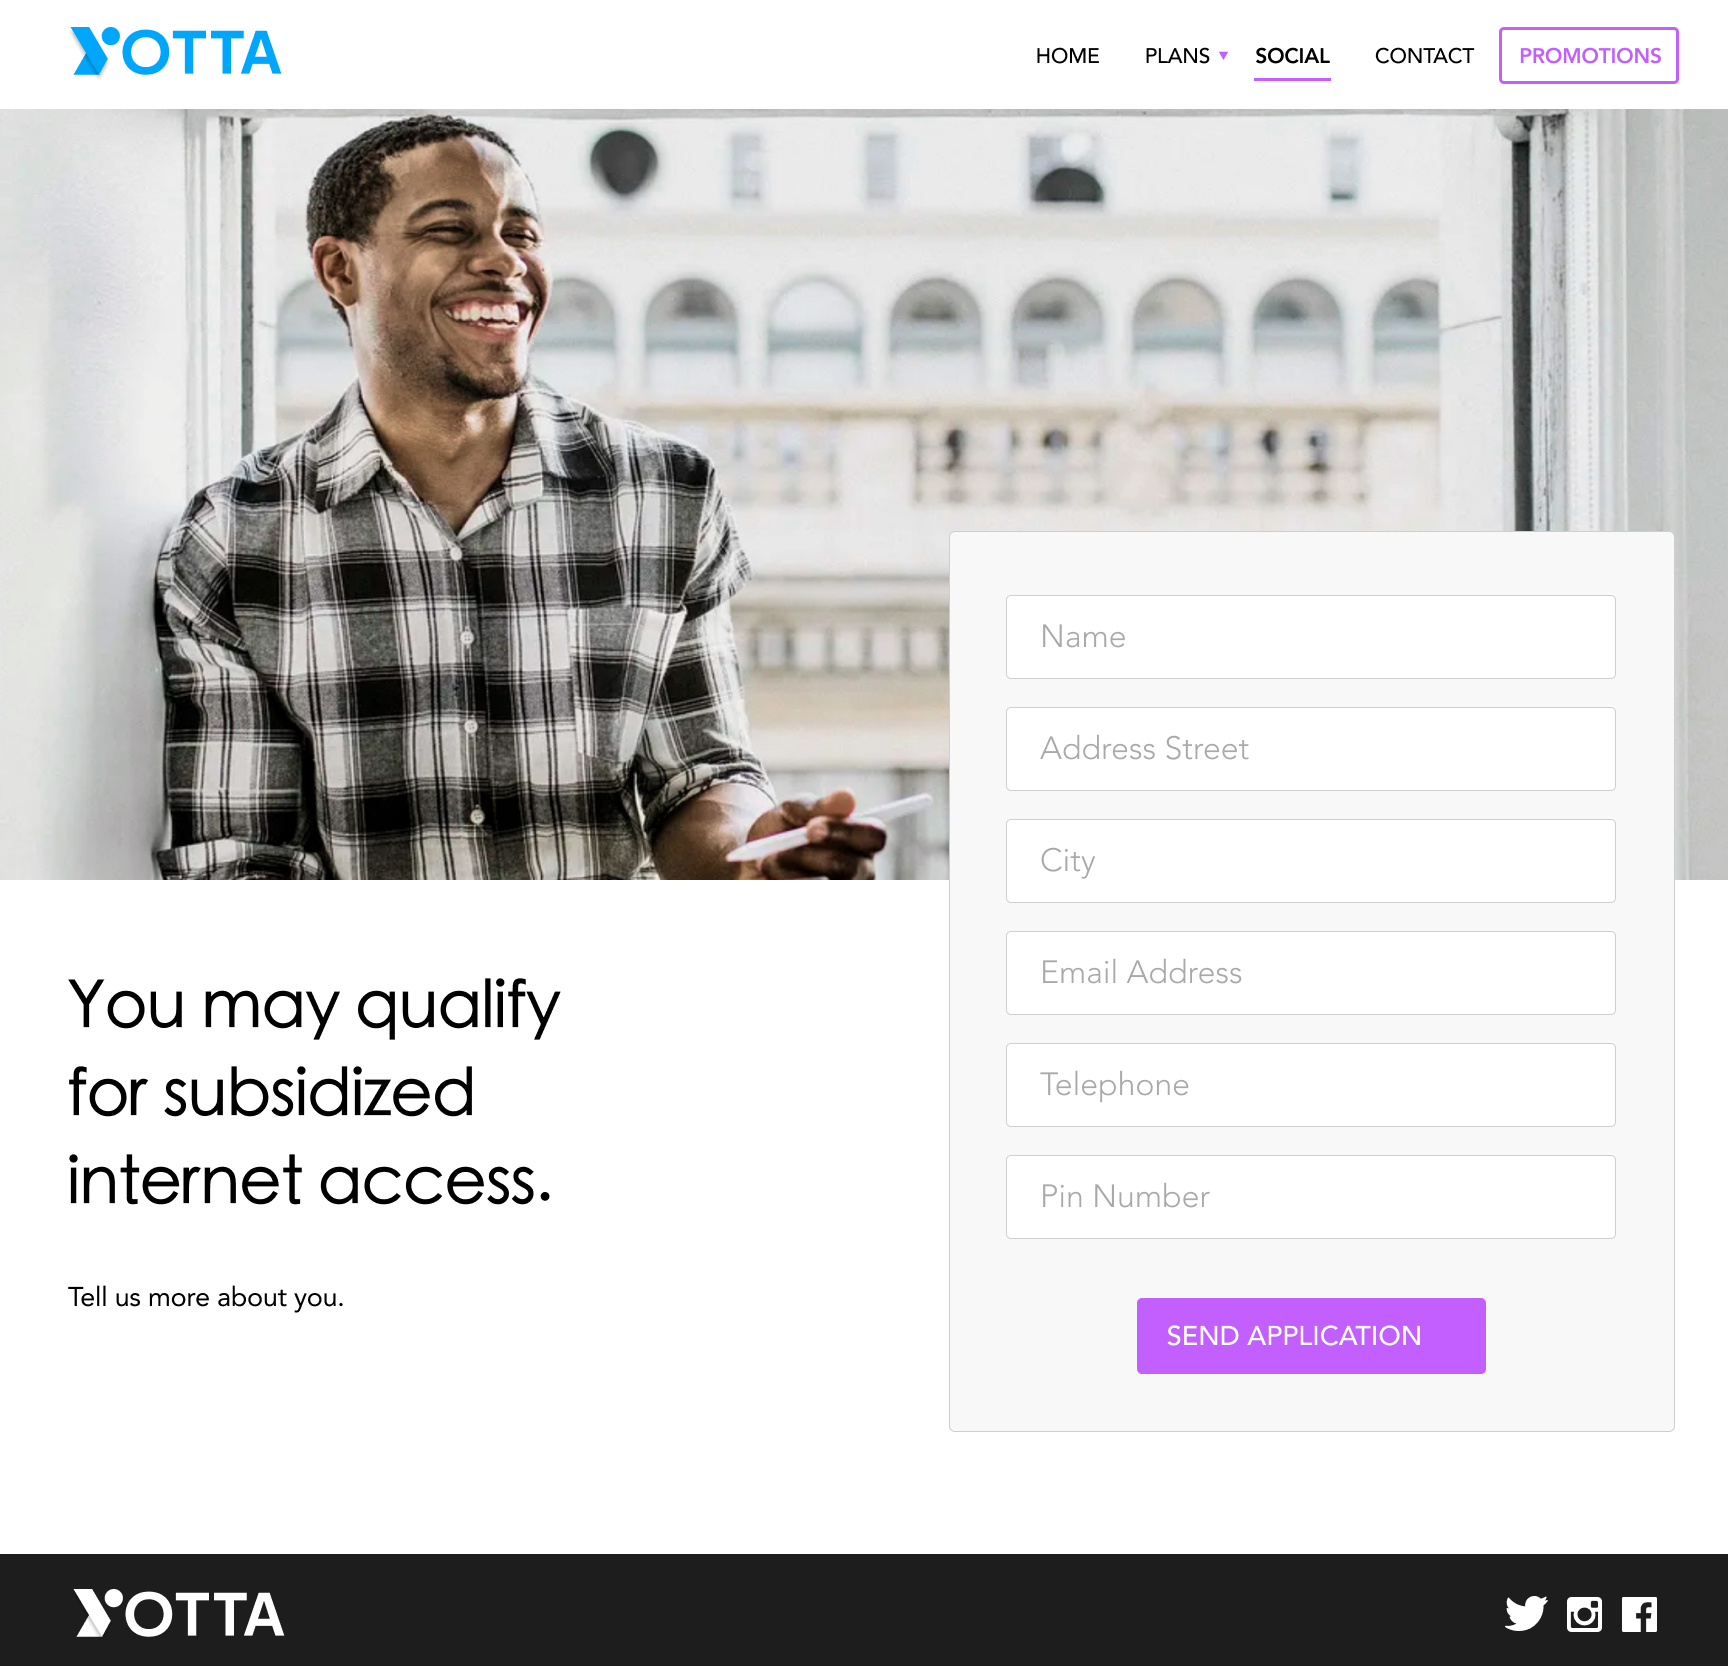 YOTTA
HOME PLANS SOCIAL CONTACT PROMOTIONS
Name
Address Street
City
Email Address
Telephone
Pin Number
SEND APPLICATION
You may qualify
for subsidized
internet access.
Tell us more about you.
YOTTA